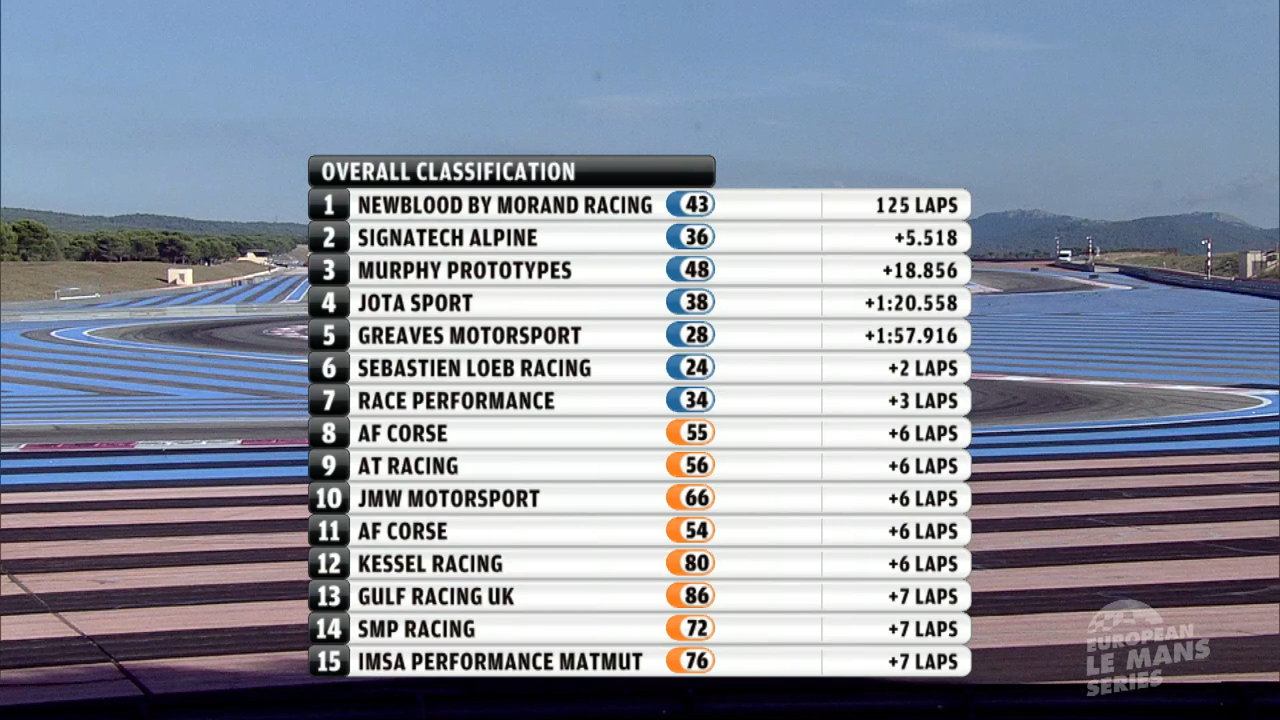 OVERALL CLASSIFICATION
1 NEWBLOOD BY MORAND RACING 43 125 LAPS
2 SIGNATECH ALPINE 36 +5.518
3 MURPHY PROTOTYPES 48 +18.856
4 JOTA SPORT 38 +1:20.558
5 GREAVES MOTORSPORT 28 +1:57.916
6 SEBASTIEN LOEB RACING 24 +2 LAPS
7 RACE PERFORMANCE 34 +3 LAPS
8 AF CORSE 55 +6 LAPS
9 AT RACING 56 +6 LAPS
10 JMW MOTORSPORT 66 +6 LAPS
11 AF CORSE 54 +6 LAPS
12 KESSEL RACING 80 +6 LAPS
13 GULF RACING UK 86 +7 LAPS
14 SMP RACING 72 +7 LAPS
15 IMSA PERFORMANCE MATMUT 76 +7 LAPS
EUROPEAN
LE MANS
SERIES